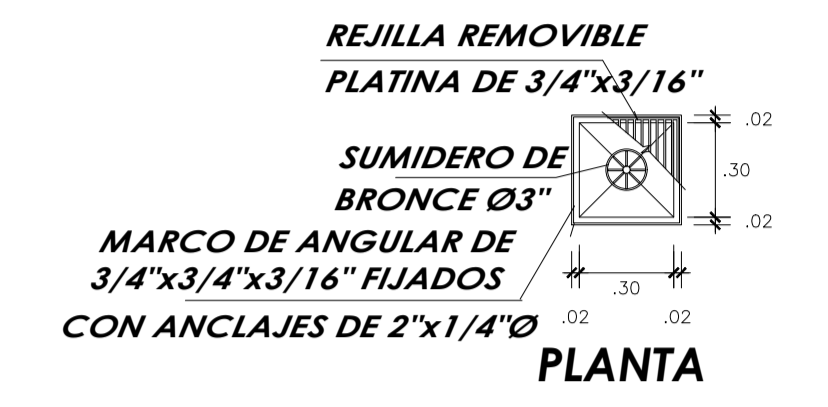 REJILLA REMOVIBLE
PLATINA DE 3/4"x3/16"
SUMIDERO DE
BRONCE Ø3"
MARCO DE ANGULAR DE
3/4"x3/4"x3/16" FIJADOS
CON ANCLAJES DE 2"x1/4"Ø
.02
.30
.02
.30
.02
.02
PLANTA